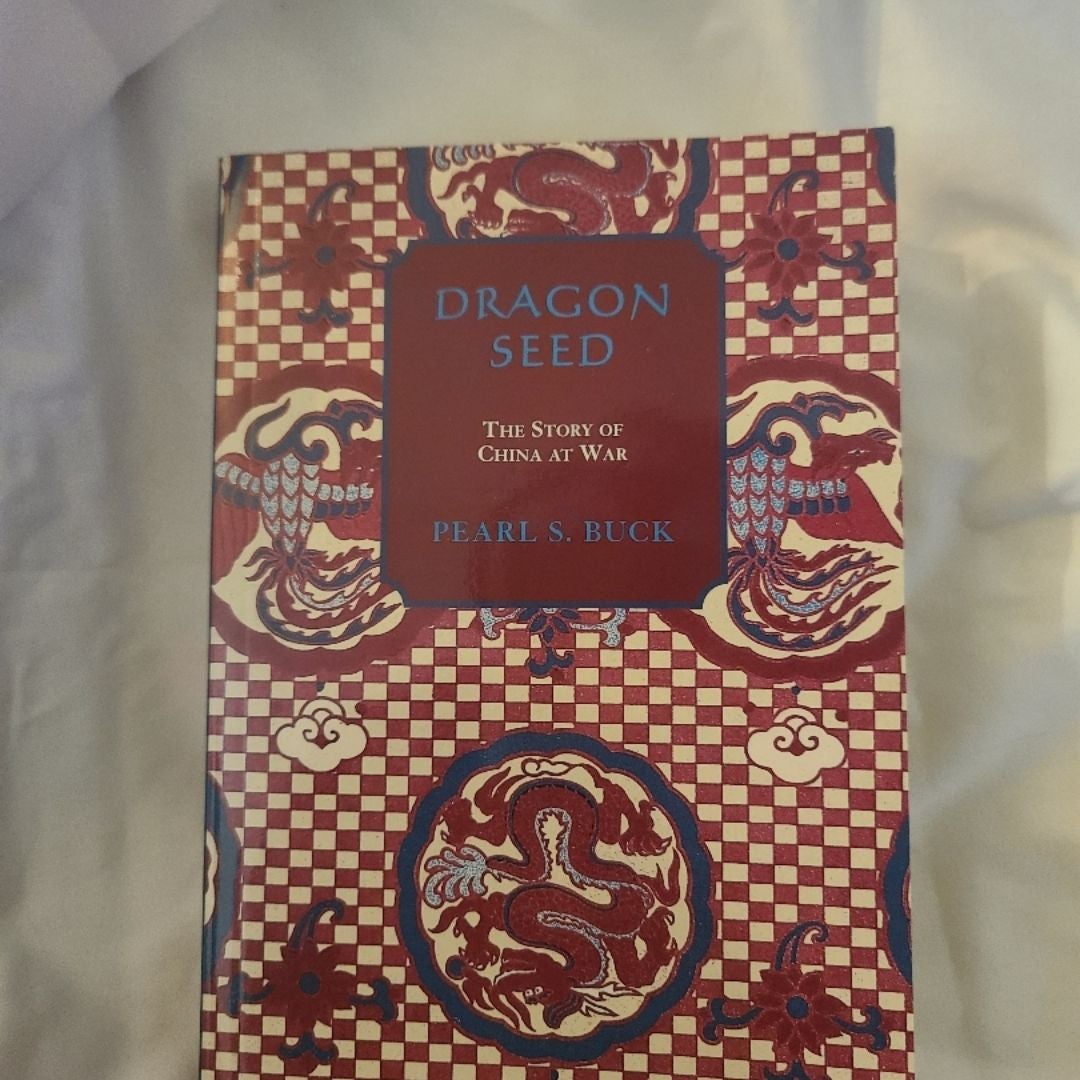 DRAGON
SEED
THE STORY OF
CHINA AT WAR
PEARL S. BUCK